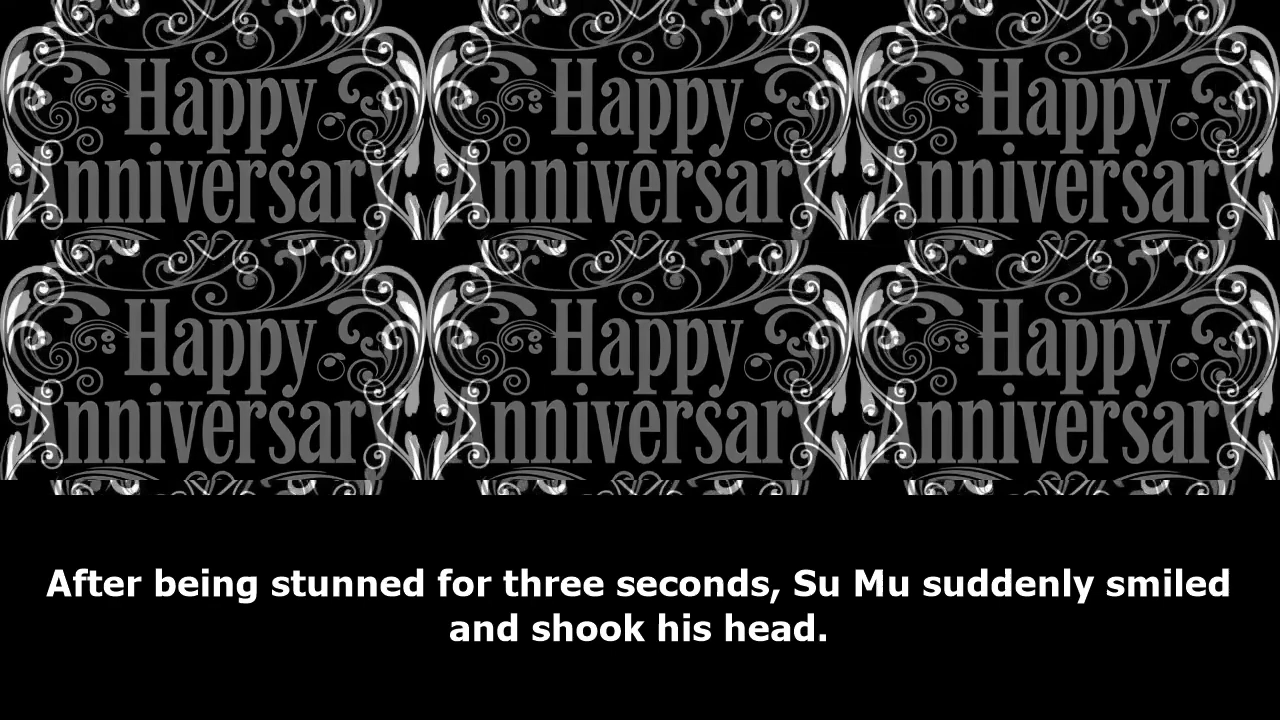 Happy Happy Happy
Anniversary Anniversary Anniversary
Happy Happy Happy
Anniversary Anniversary Anniversary
After being stunned for three seconds, Su Mu suddenly smiled
and shook his head.